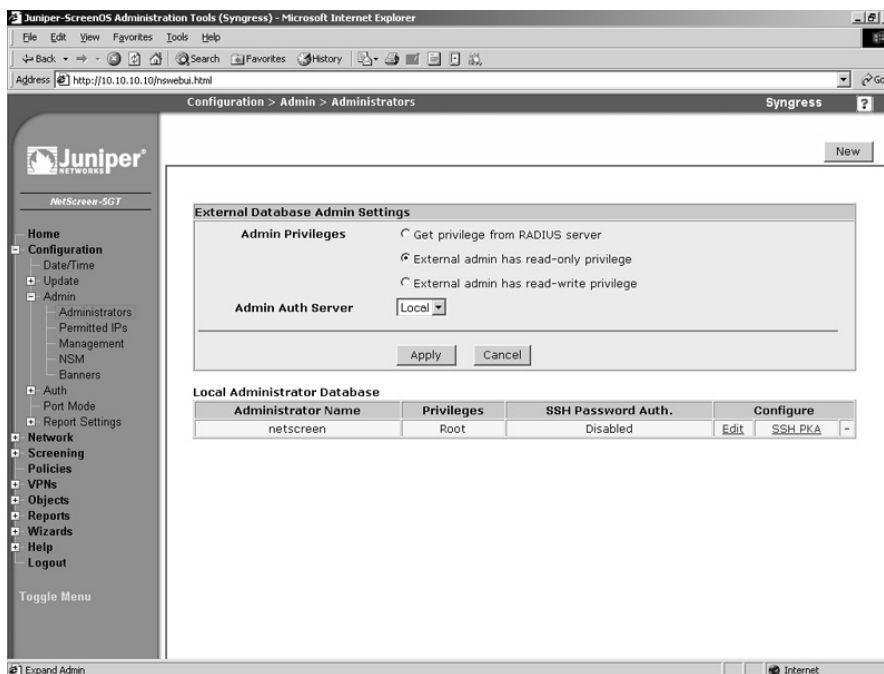 Juniper-ScreenOS Administration Tools (Syngress) - Microsoft Internet Explorer
File Edit View Favorites Tools Help
Back Search Favorites History
Address http://10.10.10.10/nswebui.html Go
Configuration > Admin > Administrators Syngress ?
Juniper
NETWORKS
NetScreen-5GT
New
Home
Configuration
Date/Time
Update
Admin
Administrators
Permitted IPs
Management
NSM
Banners
Auth
Port Mode
Report Settings
Network
Screening
Policies
VPNs
Objects
Reports
Wizards
Help
Logout
Toggle Menu
External Database Admin Settings
Admin Privileges Get privilege from RADIUS server
External admin has read-only privilege
External admin has read-write privilege
Admin Auth Server Local
Apply Cancel
Local Administrator Database
Administrator Name Privileges SSH Password Auth. Configure
netscreen Root Disabled Edit SSH PKA -
Expand Admin Internet